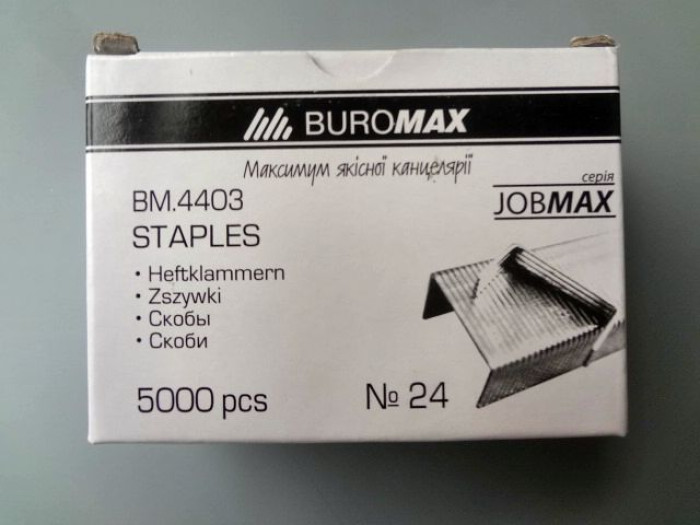 BUROMAX
Максимум якісної канцелярії
серія
JOBMAX
BM.4403
STAPLES
• Heftklammern
• Zszywki
• Скобы
• Скоби
5000 pcs
№ 24